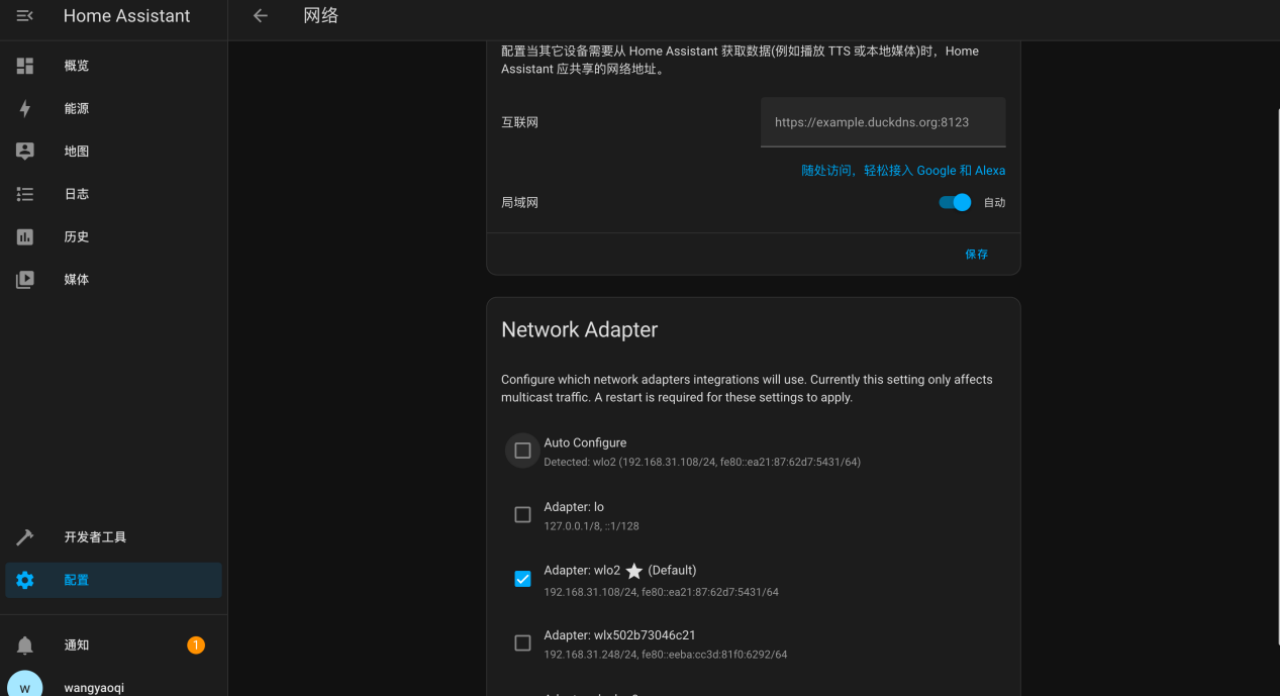 Home Assistant
网络
概览
能源
地图
日志
历史
媒体
开发者工具
配置
通知
1
w
wangyaoqi
配置当其它设备需要从 Home Assistant 获取数据(例如播放 TTS 或本地媒体)时，Home
Assistant 应共享的网络地址。
互联网
https://example.duckdns.org:8123
随处访问，轻松接入 Google 和 Alexa
局域网
自动
保存
Network Adapter
Configure which network adapters integrations will use. Currently this setting only affects
multicast traffic. A restart is required for these settings to apply.
Auto Configure
Detected: wlo2 (192.168.31.108/24, fe80::ea21:87:62d7:5431/64)
Adapter: lo
127.0.0.1/8, ::1/128
Adapter: wlo2 (Default)
192.168.31.108/24, fe80::ea21:87:62d7:5431/64
Adapter: wlx502b73046c21
192.168.31.248/24, fe80::eeba:cc3d:81f0:6292/64